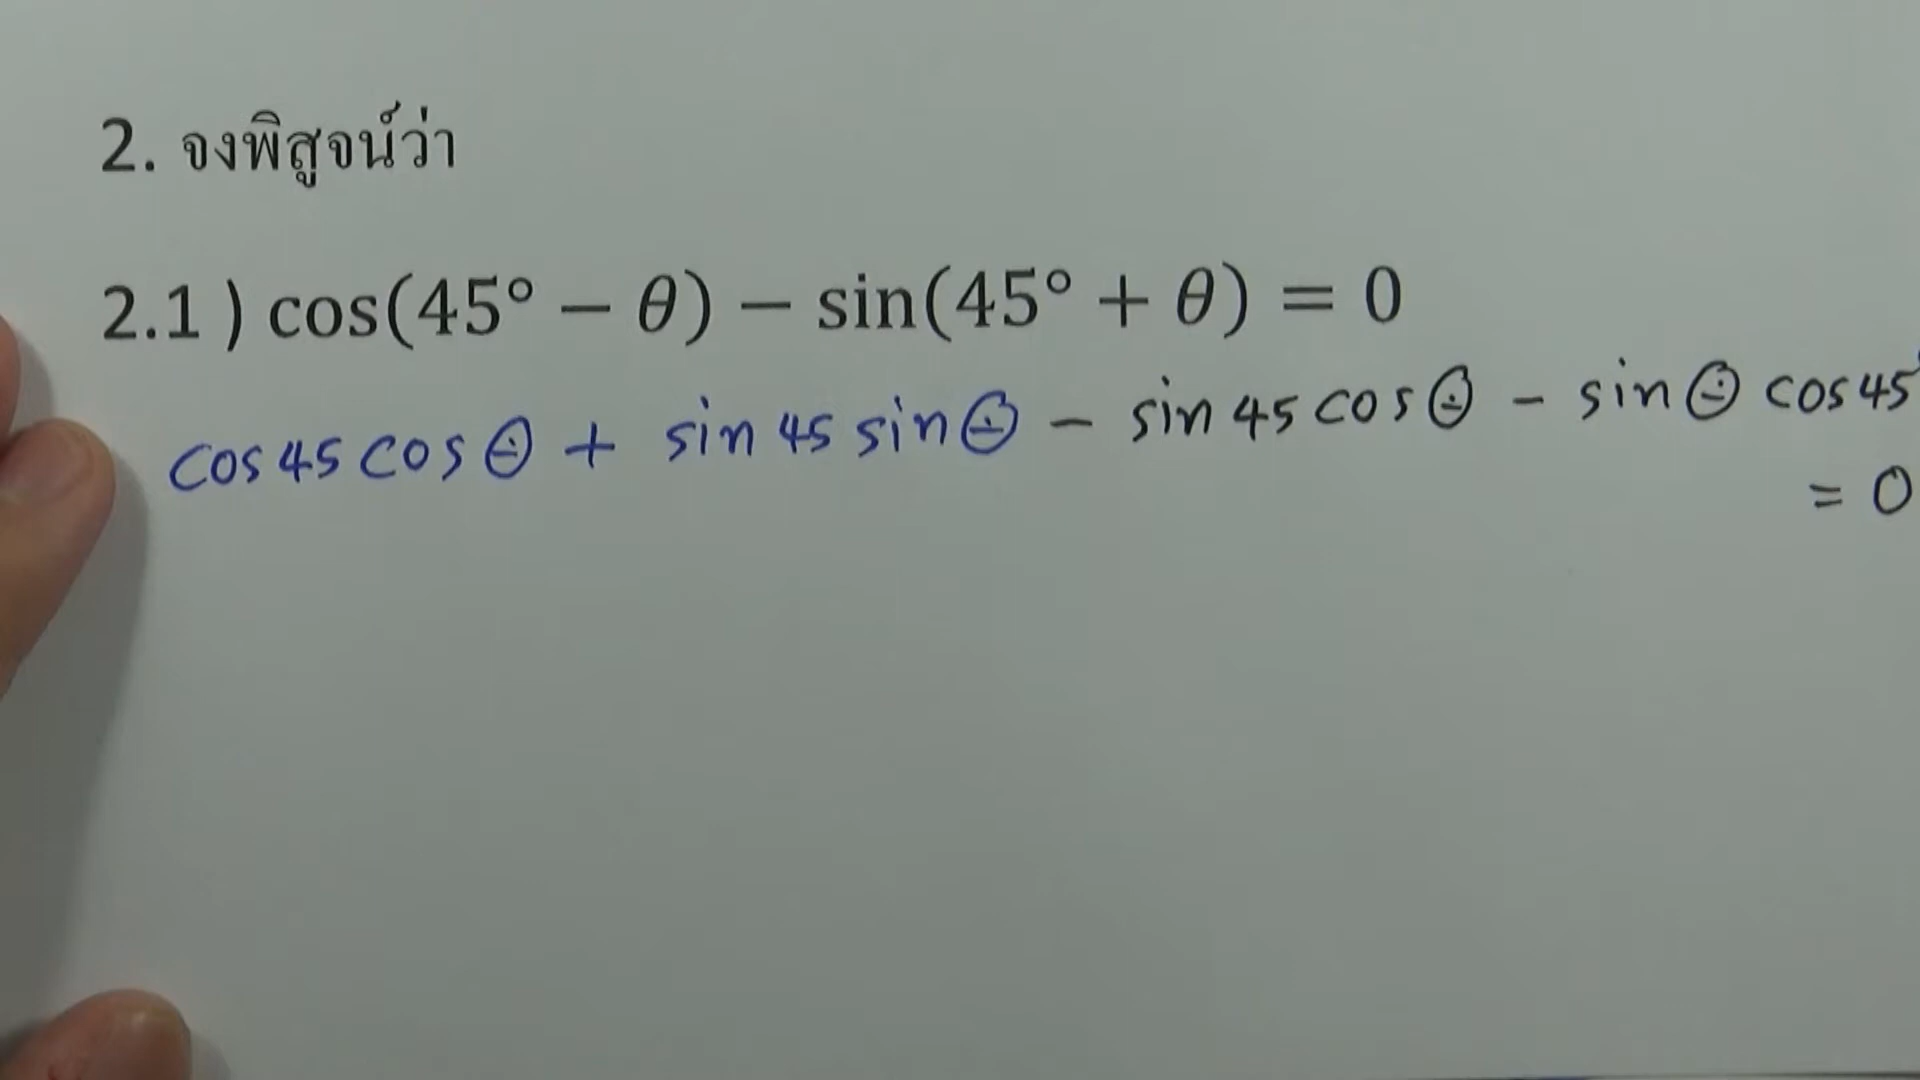 2. จงพิสูจน์ว่า
2.1 ) cos(45° − θ) − sin(45° + θ) = 0
cos 45 cos θ + sin 45 sin θ − sin 45 cos θ − sin θ cos 45°
= 0